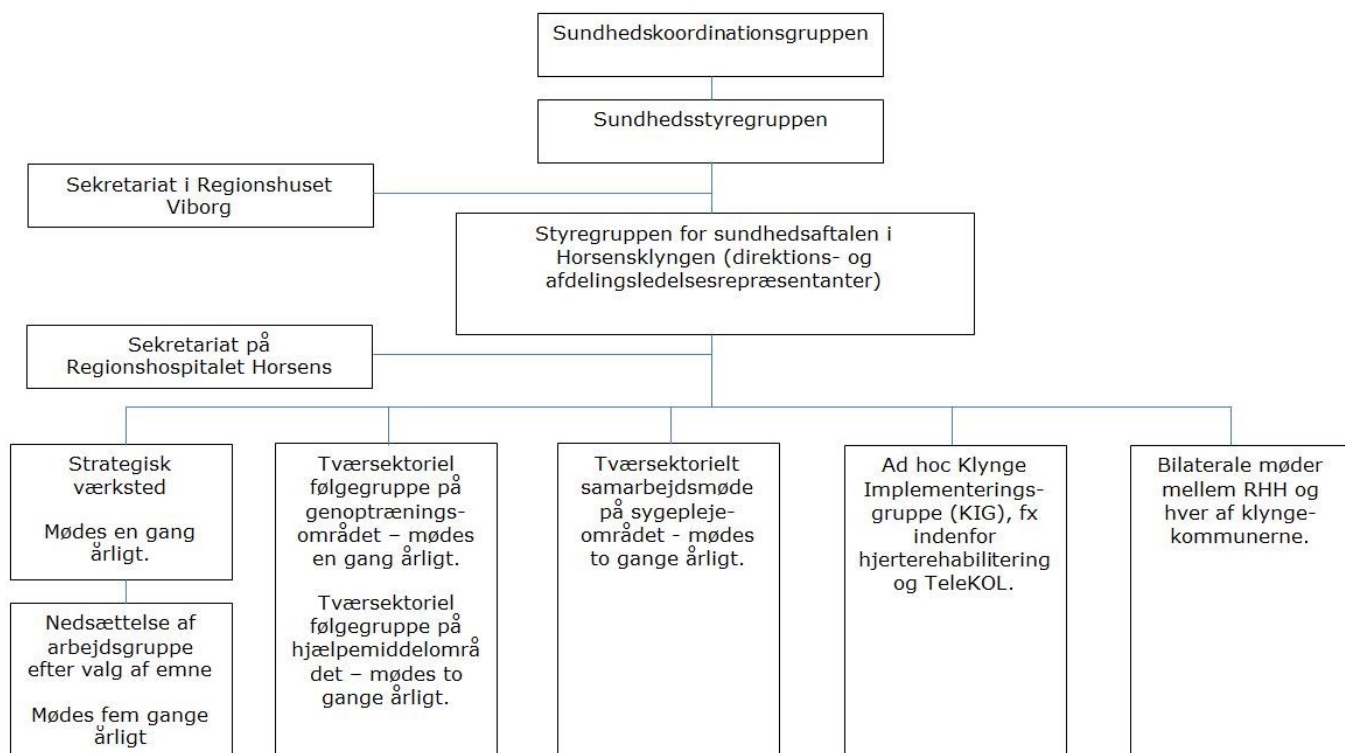 Sundhedskoordinationsgruppen
Sundhedsstyregruppen
Sekretariat i Regionshuset
Viborg
Styregruppen for sundhedsaftalen i
Horsensklyngen (direktions- og
afdelingsledelsesrepræsentanter)
Sekretariat på
Regionshospitalet Horsens
Strategisk
værksted
Mødes en gang
årligt.
Nedsættelse af
arbejdsgruppe
efter valg af emne
Mødes fem gange
årligt
Tværsektoriel
følgegruppe på
genoptrænings-
området – mødes
en gang årligt.
Tværsektoriel
følgegruppe på
hjælpemiddelområ
det – mødes to
gange årligt.
Tværsektorielt
samarbejdsmøde
på sygepleje-
området - mødes
to gange årligt.
Ad hoc Klynge
Implementerings-
gruppe (KIG), fx
indenfor
hjerterehabilitering
og TeleKOL.
Bilaterale møder
mellem RHH og
hver af klynge-
kommunerne.